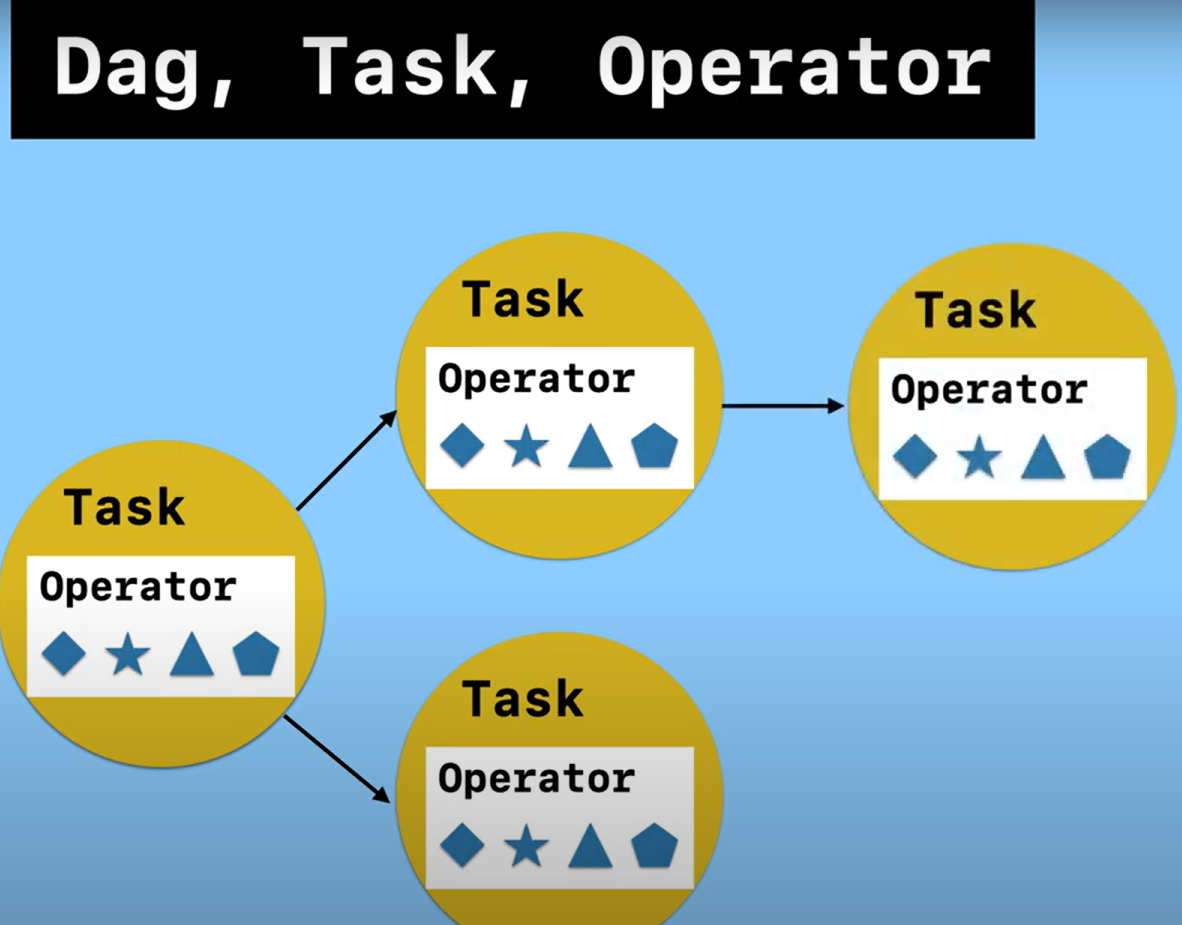 Dag, Task, Operator
Task
Operator
Task
Operator
Task
Operator
Task
Operator